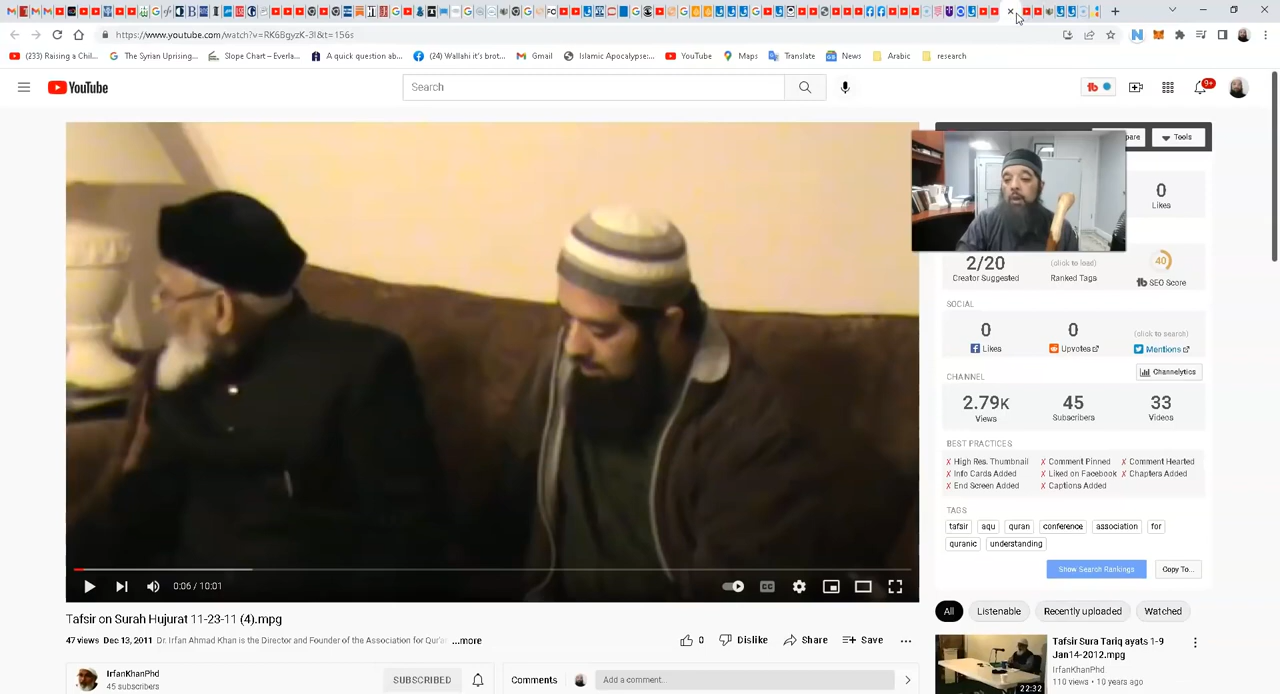 https://www.youtube.com/watch?v=RK6BgyzK-3I&t=156s
(233) Raising a Chil...
The Syrian Uprising...
Slope Chart – Everla...
A quick question ab...
(24) Wallahi it's brot...
Gmail
Islamic Apocalypse:...
YouTube
Maps
Translate
News
Arabic
research
YouTube
Search
9+
pare
Tools
0
Likes
2/20
Creator Suggested
(click to load)
Ranked Tags
40
tb SEO Score
SOCIAL
0
Likes
0
Upvotes
(click to search)
Mentions
Channelytics
CHANNEL
2.79K
Views
45
Subscribers
33
Videos
BEST PRACTICES
X High Res. Thumbnail
X Comment Pinned
X Comment Hearted
X Info Cards Added
X Liked on Facebook
X Chapters Added
X End Screen Added
X Captions Added
TAGS
tafsir
aqu
quran
conference
association
for
quranic
understanding
Show Search Rankings
Copy To...
0:06 / 10:01
Tafsir on Surah Hujurat 11-23-11 (4).mpg
47 views Dec 13, 2011 Dr. Irfan Ahmad Khan is the Director and Founder of the Association for Qur'an ...more
0
Dislike
Share
Save
IrfanKhanPhd
45 subscribers
SUBSCRIBED
Comments
Add a comment...
All
Listenable
Recently uploaded
Watched
22:32
Tafsir Sura Tariq ayats 1-9
Jan14-2012.mpg
IrfanKhanPhd
110 views • 10 years ago